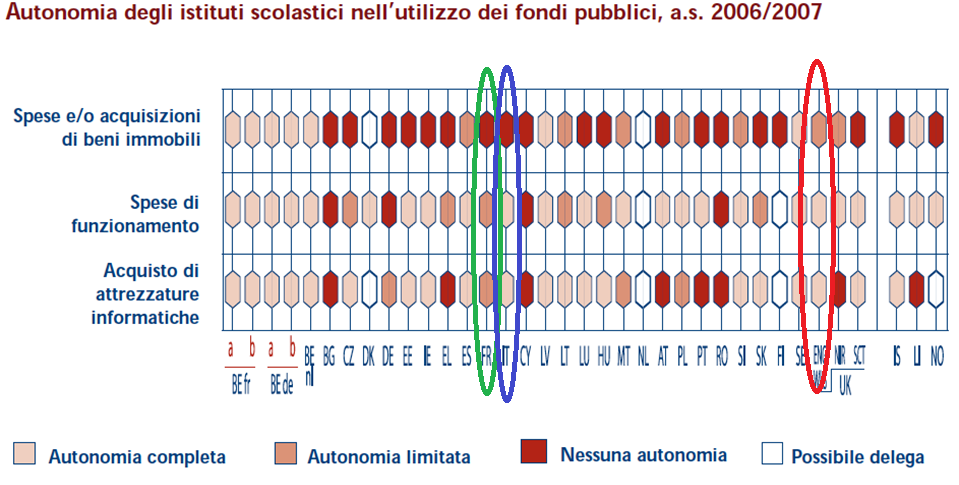 Autonomia degli istituti scolastici nell'utilizzo dei fondi pubblici, a.s. 2006/2007
Spese e/o acquisizioni
di beni immobili
Spese di
funzionamento
Acquisto di
attrezzature
informatiche
a b a b BE BG CZ DK DE EE IE EL ES FR IT CY LV LT LU HU MT NL AT PL PT RO SI SK FI SE ENG NIR SCT IS LI NO
BE fr BE de nl UK
Autonomia completa Autonomia limitata Nessuna autonomia Possibile delega